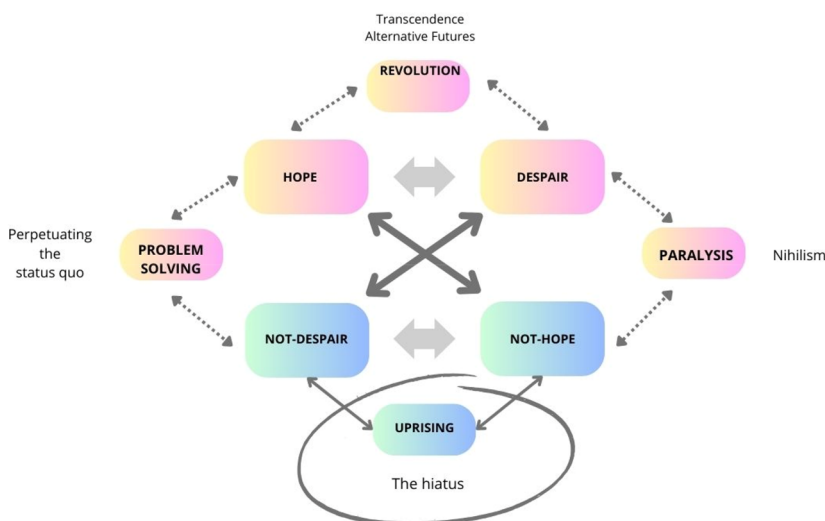 Transcendence
Alternative Futures
REVOLUTION
HOPE
DESPAIR
Perpetuating
the
status quo
PROBLEM
SOLVING
PARALYSIS
Nihilism
NOT-DESPAIR
NOT-HOPE
UPRISING
The hiatus